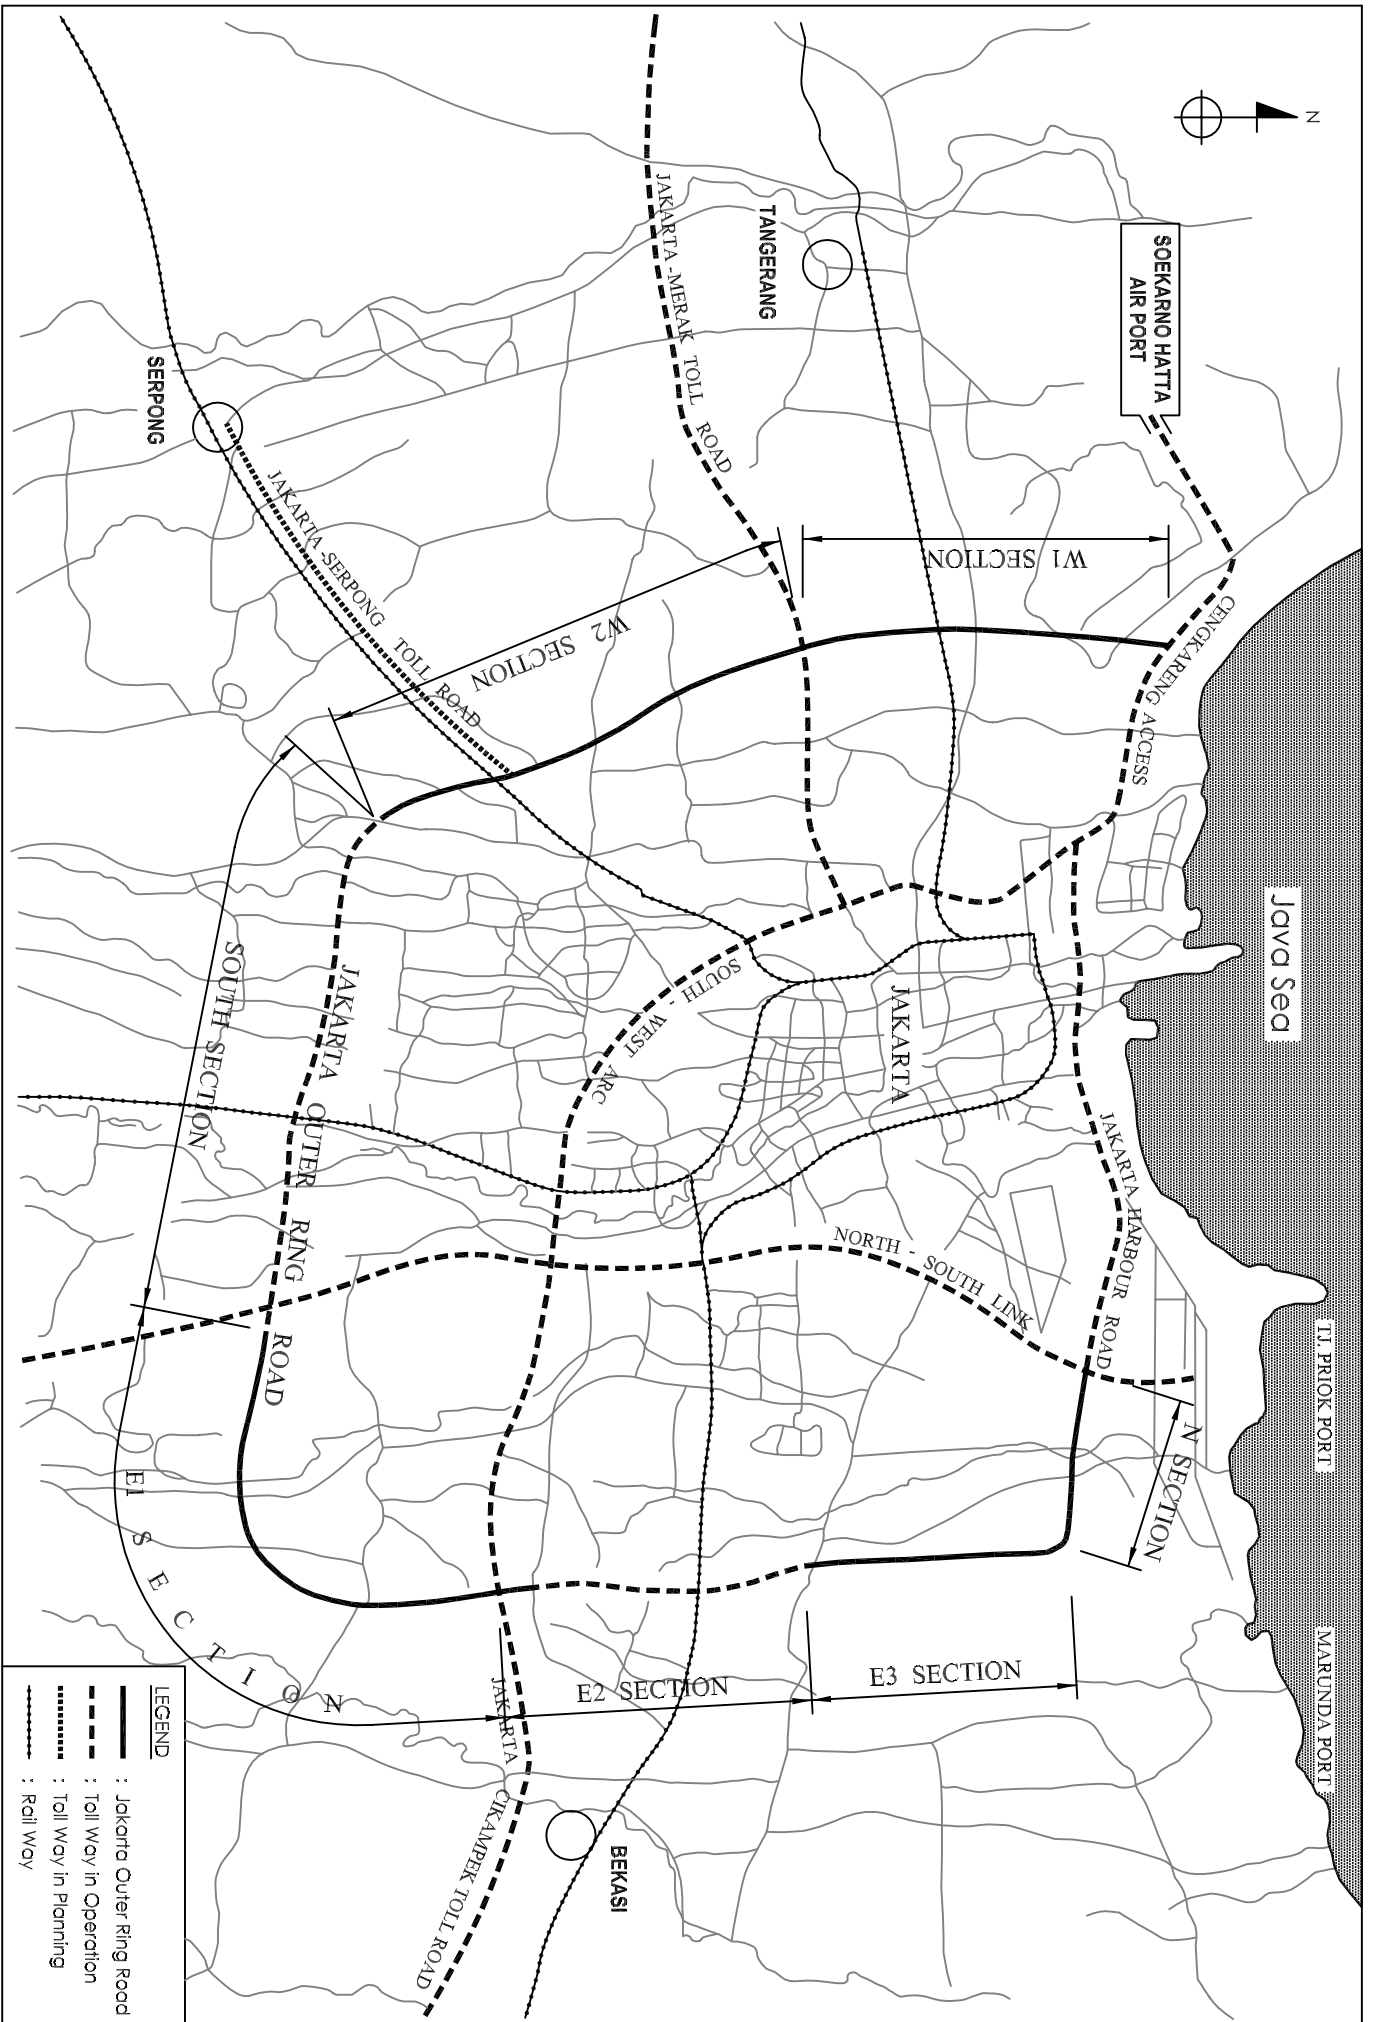 N
SOEKARNO HATTA
AIR PORT
TANGERANG
SERPONG
JAKARTA -MERAK TOLL ROAD
JAKARTA -SERPONG TOLL ROAD
W1 SECTION
W2 SECTION
CENGKARENG ACCESS
Java Sea
JAKARTA
SOUTH - WEST ARC
JAKARTA HARBOUR ROAD
NORTH - SOUTH LINK
TJ. PRIOK PORT
MARUNDA PORT
N SECTION
SOUTH SECTION
JAKARTA OUTER RING ROAD
E1 SECTION
E2 SECTION
E3 SECTION
JAKARTA CIKAMPEK TOLL ROAD
BEKASI
LEGEND
: Jakarta Outer Ring Road
: Toll Way in Operation
: Toll Way in Planning
: Rail Way